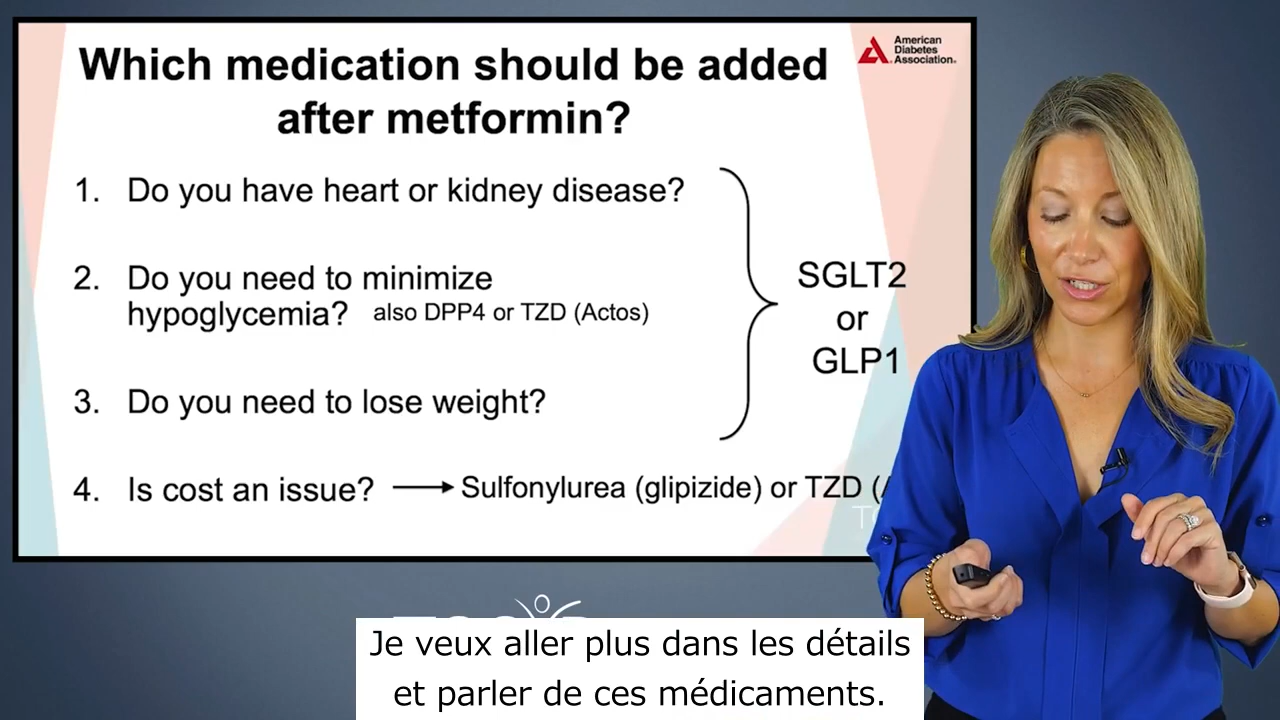 Which medication should be added
after metformin?
American
Diabetes
Association.
1. Do you have heart or kidney disease?
2. Do you need to minimize
hypoglycemia? also DPP4 or TZD (Actos)
3. Do you need to lose weight?
SGLT2
or
GLP1
4. Is cost an issue? → Sulfonylurea (glipizide) or TZD (
Je veux aller plus dans les détails
et parler de ces médicaments.